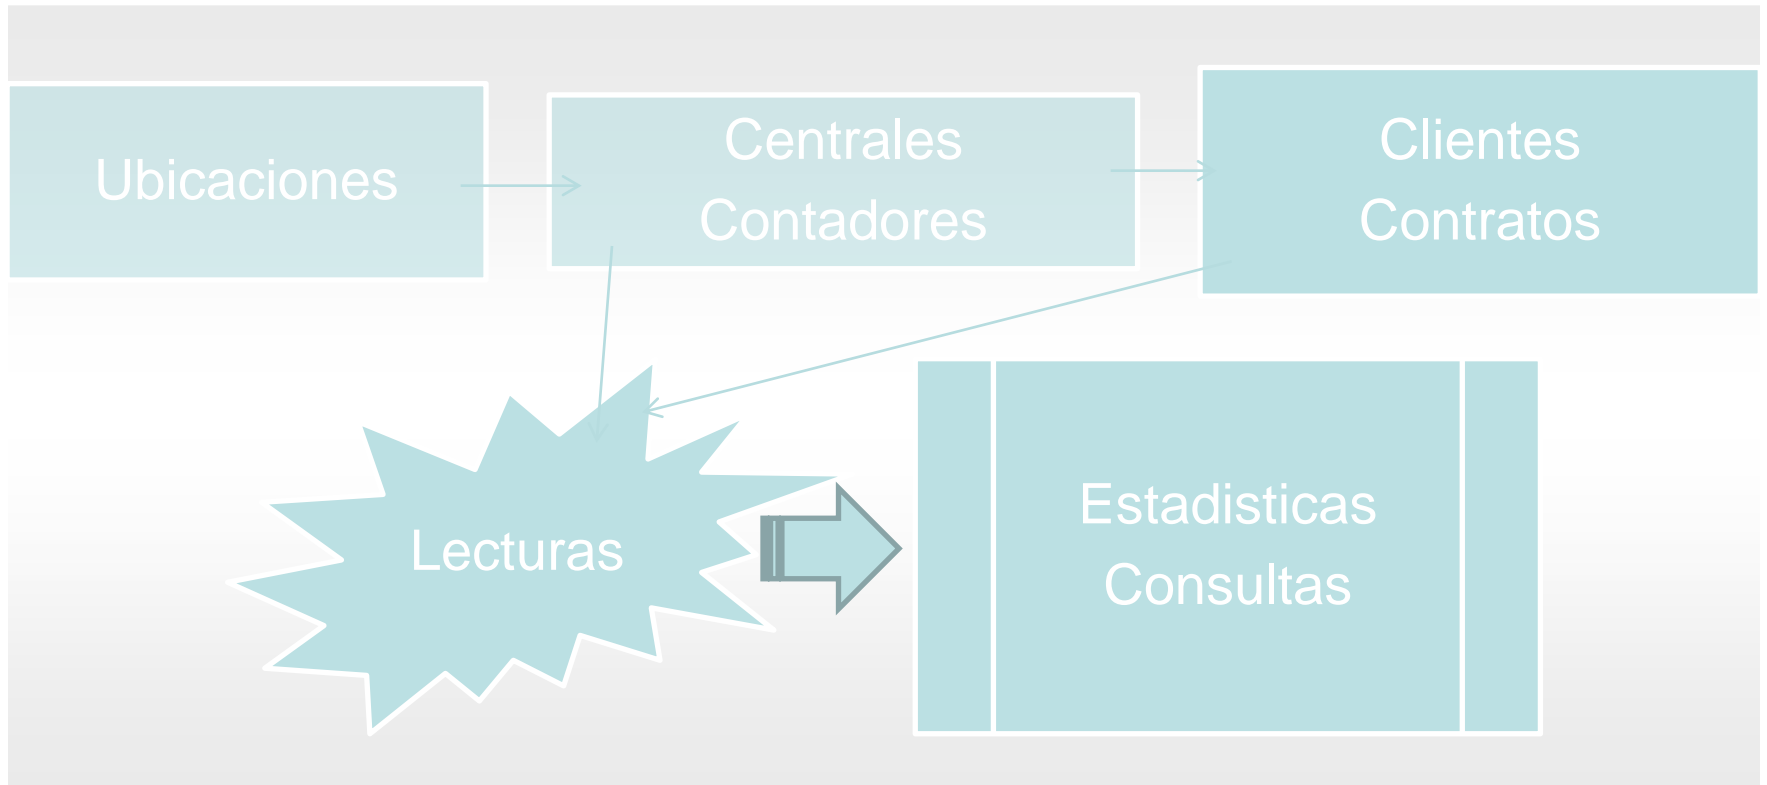 Ubicaciones
Centrales
Contadores
Clientes
Contratos
Lecturas
Estadisticas
Consultas